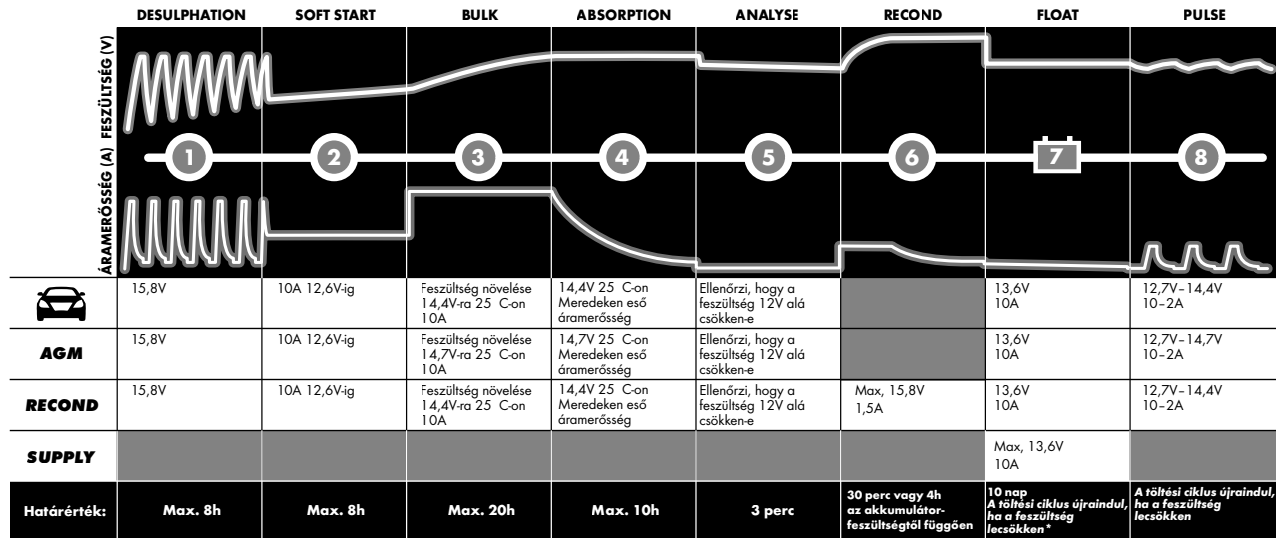 DESULPHATION SOFT START BULK ABSORPTION ANALYSE RECOND FLOAT PULSE
FESZÜLTSÉG (V)
ÁRAMERŐSSÉG (A)
1 2 3 4 5 6 7 8
15,8V
10A 12,6V-ig
Feszültség növelése
14,4V-ra 25 C-on
10A
14,4V 25 C-on
Meredeken eső
áramerősség
Ellenőrzi, hogy a
feszültség 12V alá
csökken-e
13,6V
10A
12,7V–14,4V
10–2A
AGM
15,8V
10A 12,6V-ig
Feszültség növelése
14,7V-ra 25 C-on
10A
14,7V 25 C-on
Meredeken eső
áramerősség
Ellenőrzi, hogy a
feszültség 12V alá
csökken-e
13,6V
10A
12,7V–14,7V
10–2A
RECOND
15,8V
10A 12,6V-ig
Feszültség növelése
14,4V-ra 25 C-on
10A
14,4V 25 C-on
Meredeken eső
áramerősség
Ellenőrzi, hogy a
feszültség 12V alá
csökken-e
Max, 15,8V
1,5A
13,6V
10A
12,7V–14,4V
10–2A
SUPPLY
Max, 13,6V
10A
Határérték:
Max. 8h
Max. 8h
Max. 20h
Max. 10h
3 perc
30 perc vagy 4h
az akkumulátor-
feszültségtől függően
10 nap
A töltési ciklus újraindul,
ha a feszültség
lecsökken*
A töltési ciklus újraindul,
ha a feszültség
lecsökken